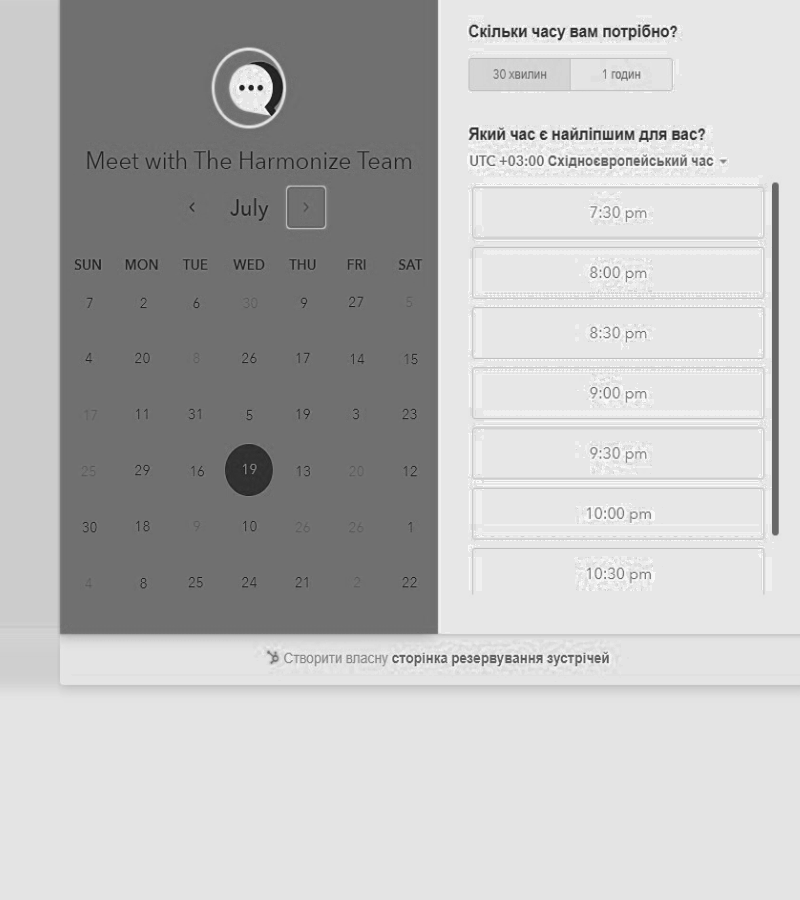 Meet with The Harmonize Team
July
SUN MON TUE WED THU FRI SAT
7 2 6 30 9 27 5
4 20 8 26 17 14 15
17 11 31 5 19 3 23
25 29 16 19 13 20 12
30 18 9 10 26 26 1
4 8 25 24 21 2 22
Скільки часу вам потрібно?
30 хвилин 1 годин
Який час є найліпшим для вас?
UTC +03:00 Східноєвропейський час
7:30 pm
8:00 pm
8:30 pm
9:00 pm
9:30 pm
10:00 pm
10:30 pm
Створити власну сторінка резервування зустрічей